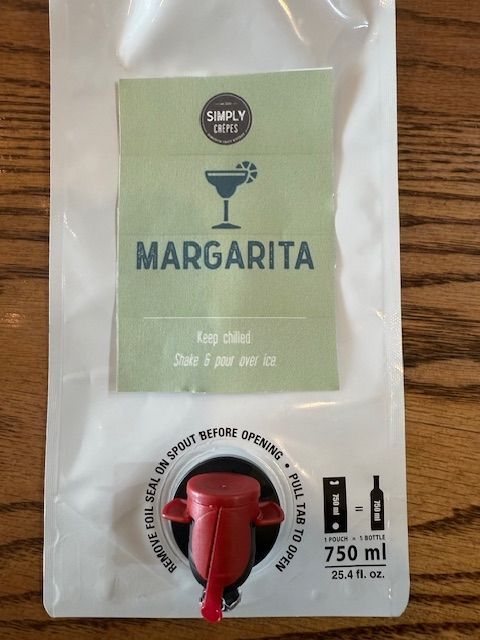 SIMPLY
CRÊPES
MARGARITA
Keep chilled.
Shake & pour over ice.
REMOVE FOIL SEAL ON SPOUT BEFORE OPENING • PULL TAB TO OPEN
750 ml
=
750 ml
1 POUCH = 1 BOTTLE
750 ml
25.4 fl. oz.